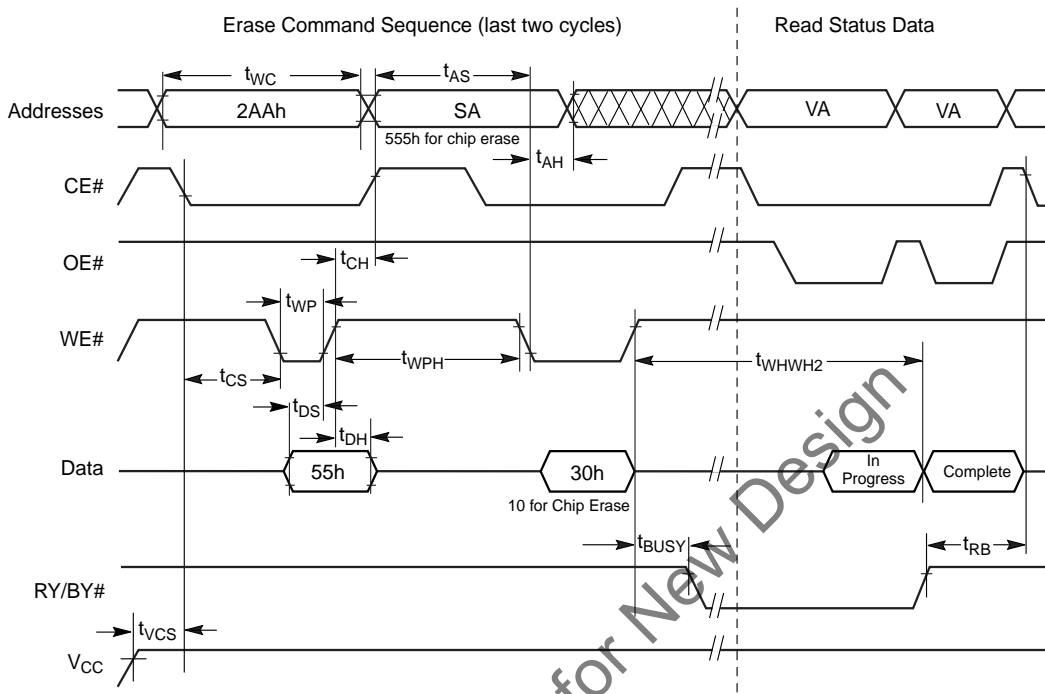 Erase Command Sequence (last two cycles)
Read Status Data
tWC
tAS
Addresses
2AAh
SA
VA
VA
555h for chip erase
tAH
CE#
OE#
tCH
tWP
WE#
tWPH
tWHWH2
tCS
tDS
tDH
Data
55h
30h
In
Progress
Complete
10 for Chip Erase
tBUSY
tRB
RY/BY#
tVCS
VCC
for New Design